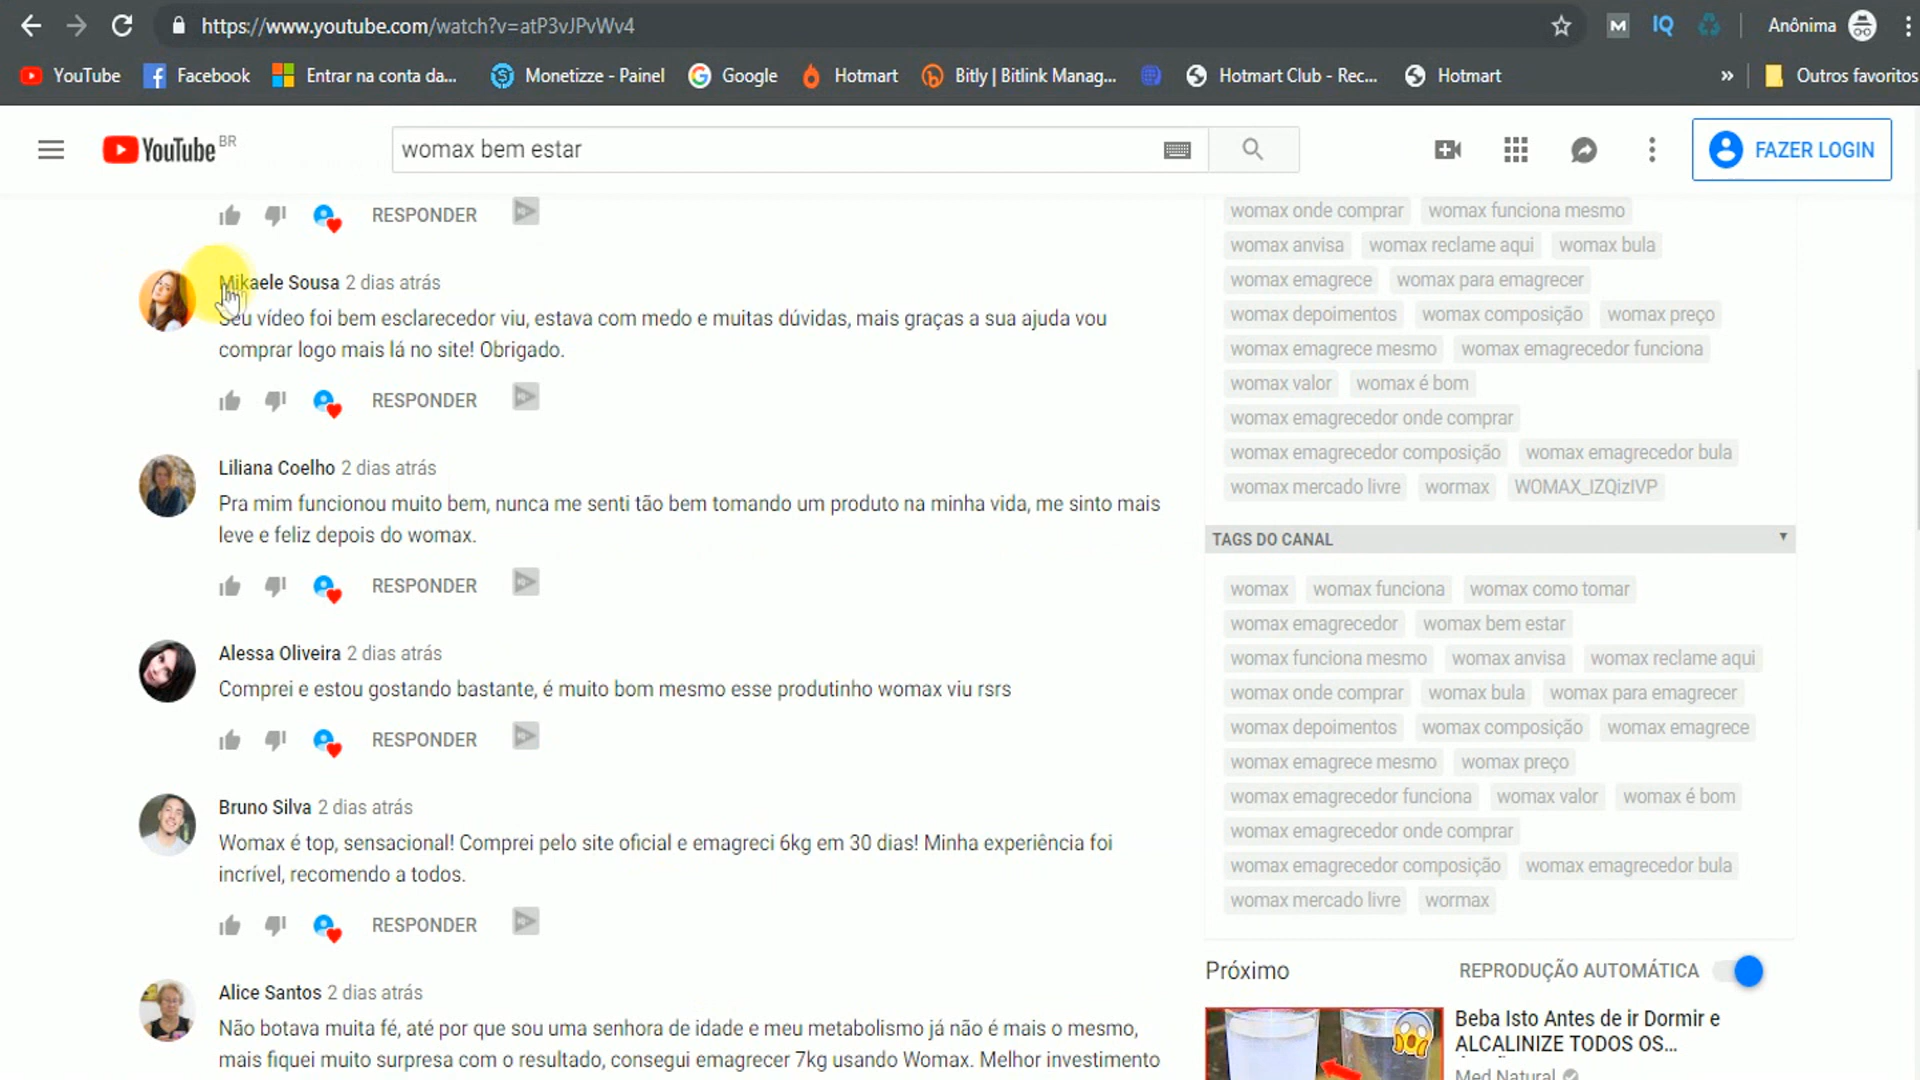 https://www.youtube.com/watch?v=atP3vJPvWv4
M IQ Anônima
YouTube Facebook Entrar na conta da... Monetizze - Painel Google Hotmart Bitly | Bitlink Manag... Hotmart Club - Rec... Hotmart » Outros favoritos
YouTube BR womax bem estar FAZER LOGIN
RESPONDER
Mikaele Sousa 2 dias atrás
Seu vídeo foi bem esclarecedor viu, estava com medo e muitas dúvidas, mais graças a sua ajuda vou
comprar logo mais lá no site! Obrigado.
RESPONDER
Liliana Coelho 2 dias atrás
Pra mim funcionou muito bem, nunca me senti tão bem tomando um produto na minha vida, me sinto mais
leve e feliz depois do womax.
RESPONDER
Alessa Oliveira 2 dias atrás
Comprei e estou gostando bastante, é muito bom mesmo esse produtinho womax viu rsrs
RESPONDER
Bruno Silva 2 dias atrás
Womax é top, sensacional! Comprei pelo site oficial e emagreci 6kg em 30 dias! Minha experiência foi
incrível, recomendo a todos.
RESPONDER
Alice Santos 2 dias atrás
Não botava muita fé, até por que sou uma senhora de idade e meu metabolismo já não é mais o mesmo,
mais fiquei muito surpresa com o resultado, consegui emagrecer 7kg usando Womax. Melhor investimento
womax onde comprar womax funciona mesmo
womax anvisa womax reclame aqui womax bula
womax emagrece womax para emagrecer
womax depoimentos womax composição womax preço
womax emagrece mesmo womax emagrecedor funciona
womax valor womax é bom
womax emagrecedor onde comprar
womax emagrecedor composição womax emagrecedor bula
womax mercado livre wormax WOMAX_IZQizIVP
TAGS DO CANAL
womax womax funciona womax como tomar
womax emagrecedor womax bem estar
womax funciona mesmo womax anvisa womax reclame aqui
womax onde comprar womax bula womax para emagrecer
womax depoimentos womax composição womax emagrece
womax emagrece mesmo womax preço
womax emagrecedor funciona womax valor womax é bom
womax emagrecedor onde comprar
womax emagrecedor composição womax emagrecedor bula
womax mercado livre wormax
Próximo REPRODUÇÃO AUTOMÁTICA
Beba Isto Antes de ir Dormir e
ALCALINIZE TODOS OS...
Med Natural